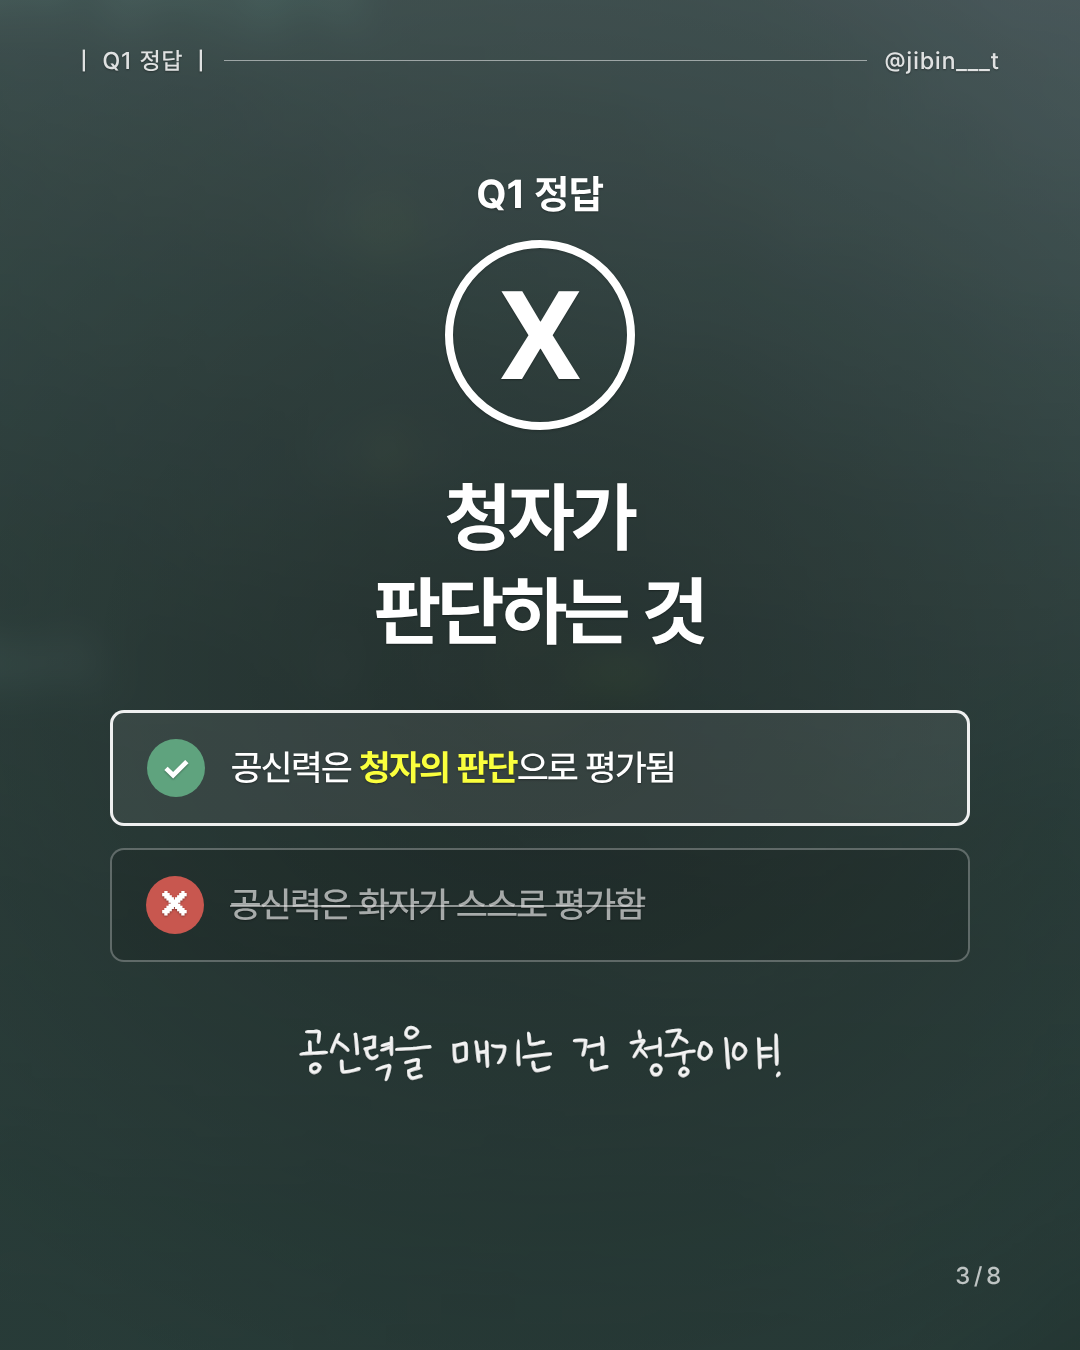 | Q1 정답 |
@jibin___t
Q1 정답
X
청자가
판단하는 것
공신력은 청자의 판단으로 평가됨
공신력은 화자가 스스로 평가함
공신력을 매기는 건 청중이야!
3/8